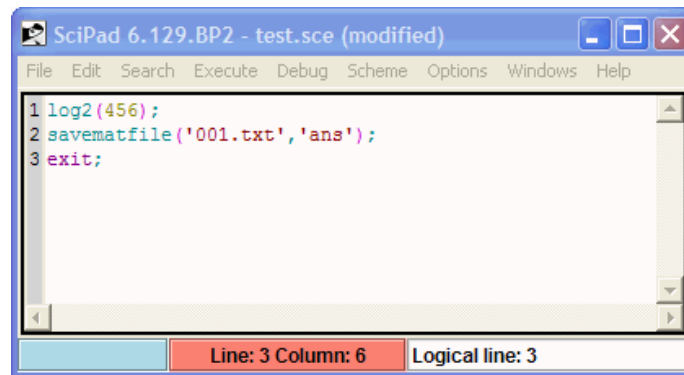 SciPad 6.129.BP2 - test.sce (modified)
File Edit Search Execute Debug Scheme Options Windows Help
1 log2(456);
2 savematfile('001.txt','ans');
3 exit;
Line: 3 Column: 6 Logical line: 3